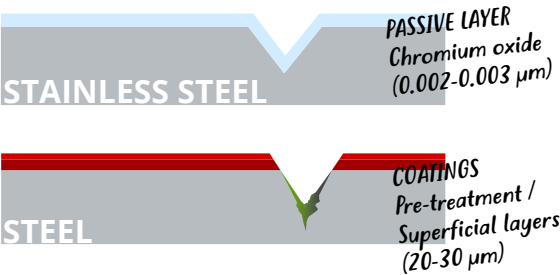 PASSIVE LAYER
Chromium oxide
(0.002-0.003 µm)
STAINLESS STEEL
COATINGS
Pre-treatment /
Superficial layers
(20-30 µm)
STEEL